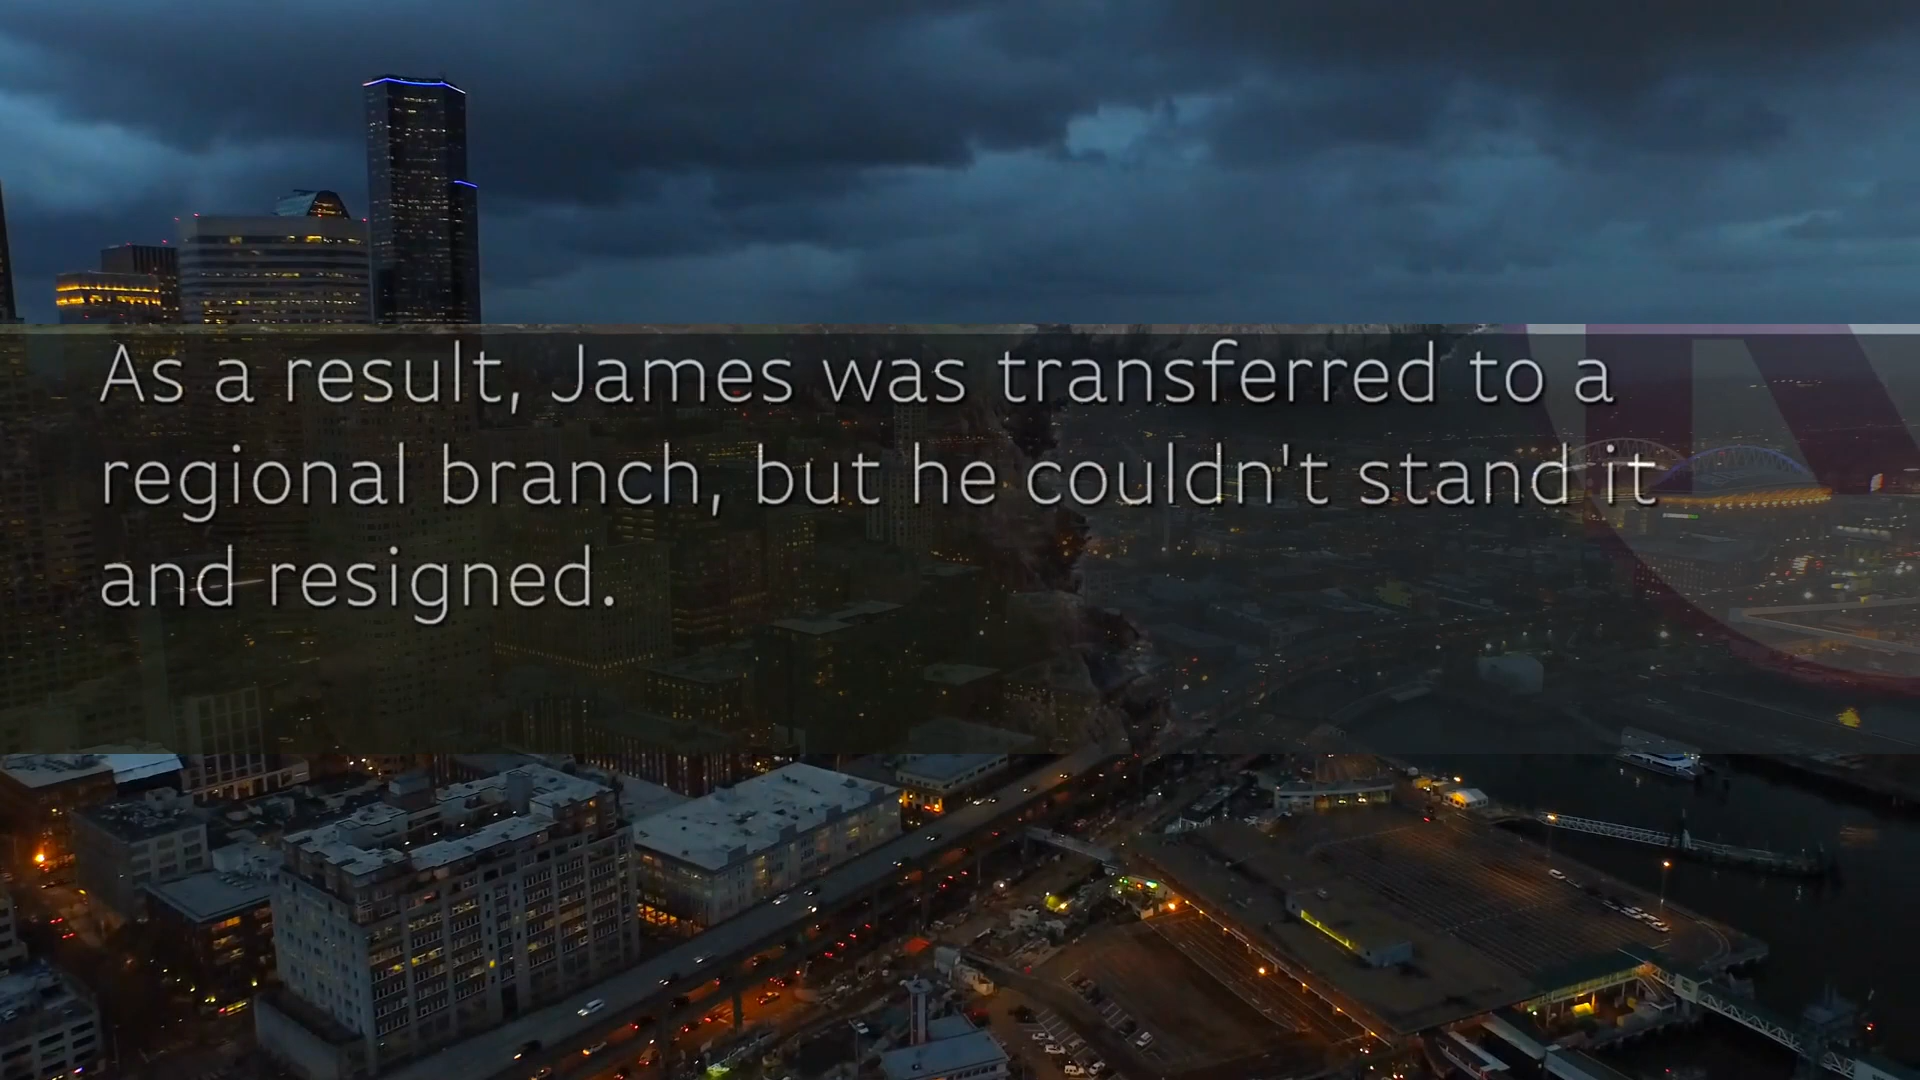 As a result, James was transferred to a
regional branch, but he couldn't stand it
and resigned.